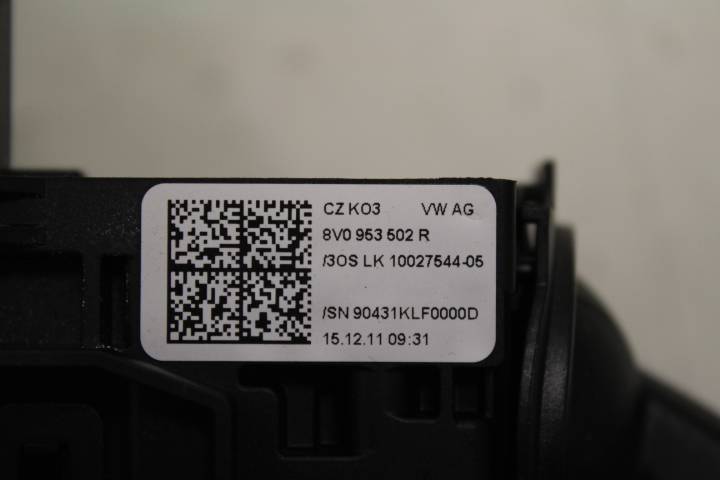 CZ KO3 VW AG
8V0 953 502 R
/3OS LK 10027544-05
/SN 90431KLF0000D
15.12.11 09:31